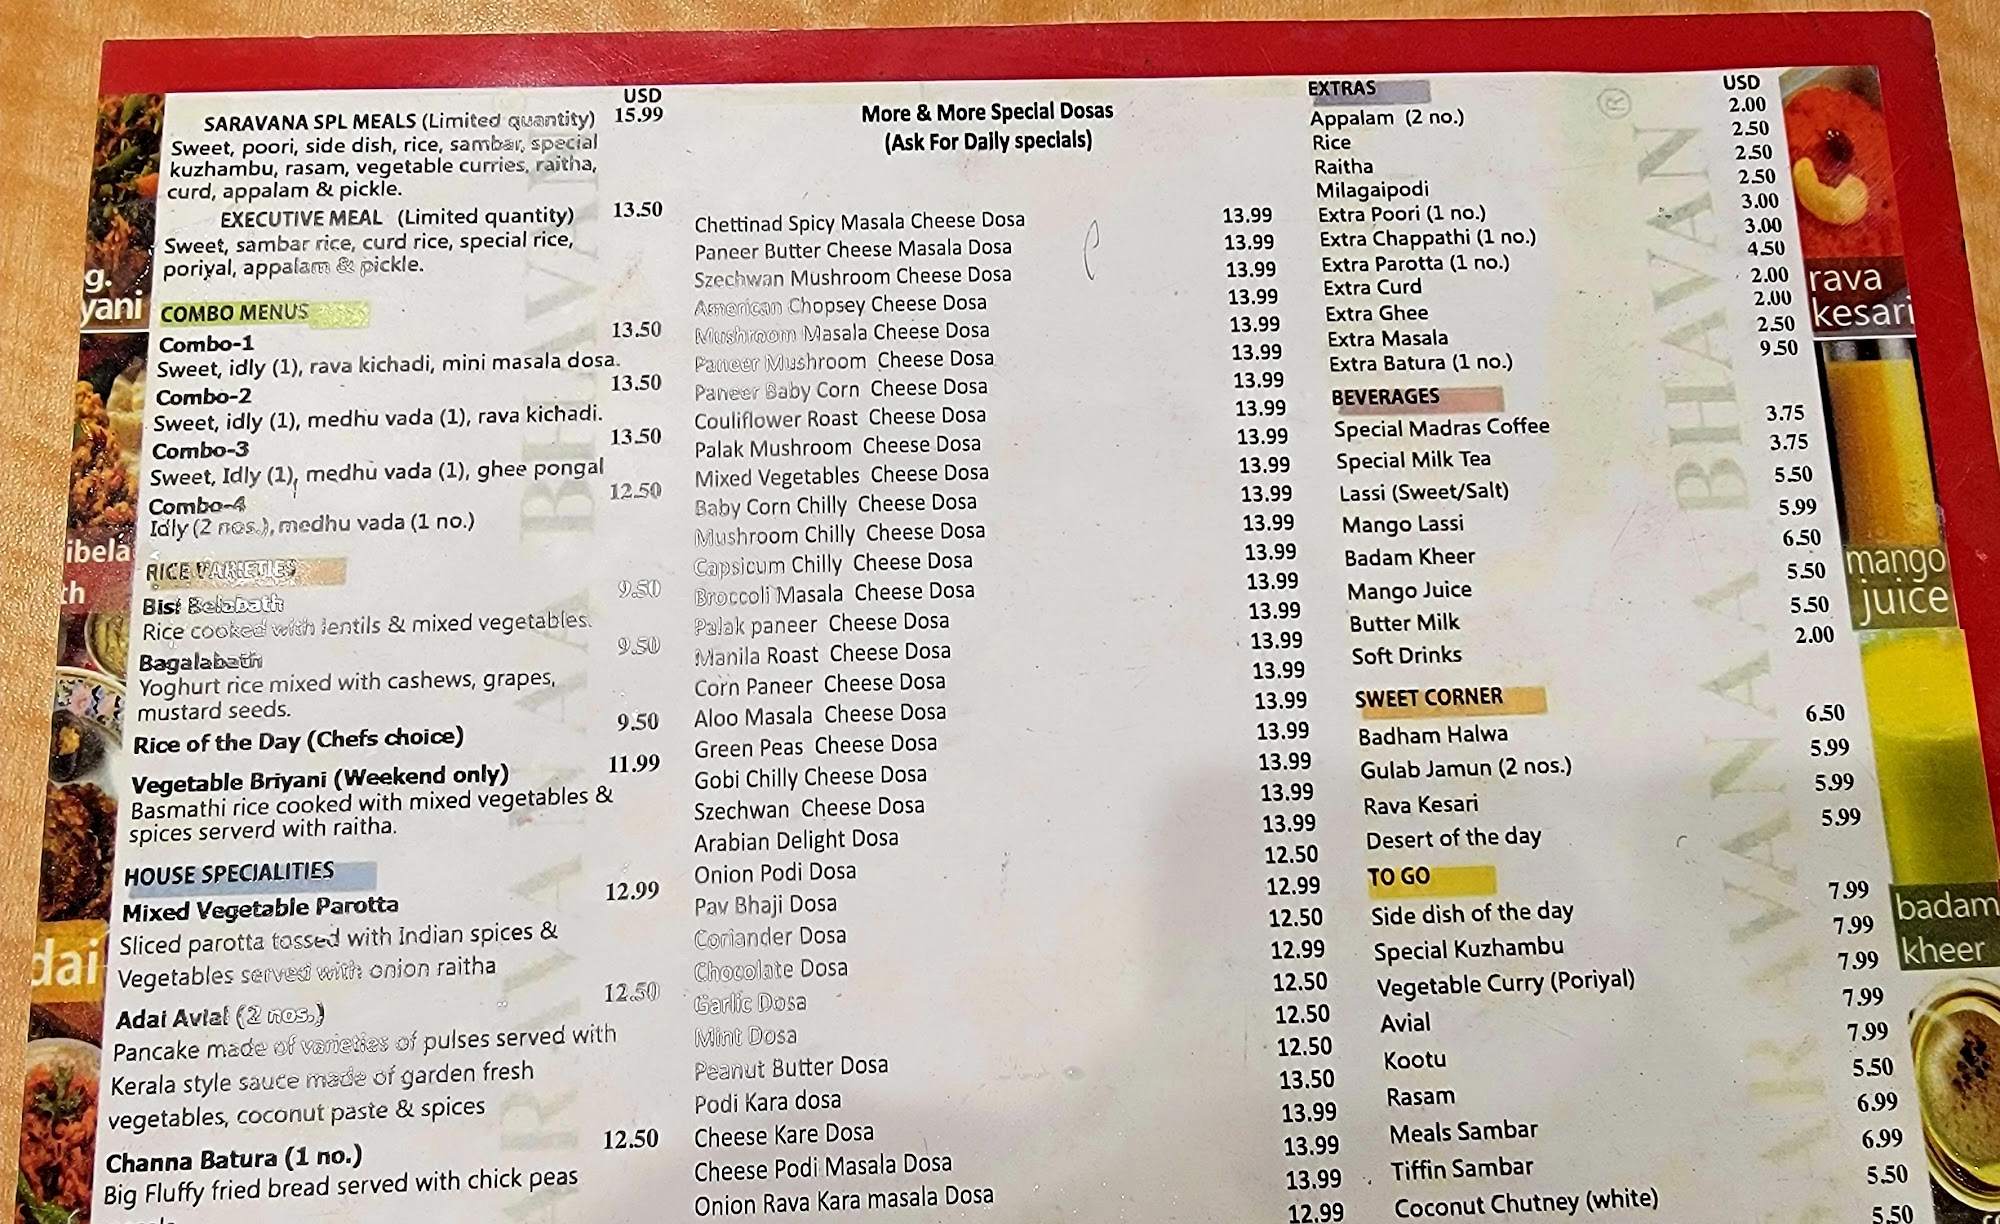 USD
SARAVANA SPL MEALS (Limited quantity) 15.99
Sweet, poori, side dish, rice, sambar, special
kuzhambu, rasam, vegetable curries, raitha,
curd, appalam & pickle.
EXECUTIVE MEAL (Limited quantity) 13.50
Sweet, sambar rice, curd rice, special rice,
poriyal, appalam & pickle.
COMBO MENUS
Combo-1 13.50
Sweet, idly (1), rava kichadi, mini masala dosa.
Combo-2 13.50
Sweet, idly (1), medhu vada (1), rava kichadi.
Combo-3 13.50
Sweet, Idly (1), medhu vada (1), ghee pongal
Combo-4 12.50
Idly (2 nos.), medhu vada (1 no.)
RICE VARIETIES
Bisi Belabath 9.50
Rice cooked with lentils & mixed vegetables.
Bagalabath 9.50
Yoghurt rice mixed with cashews, grapes,
mustard seeds.
Rice of the Day (Chefs choice) 9.50
Vegetable Briyani (Weekend only) 11.99
Basmathi rice cooked with mixed vegetables &
spices serverd with raitha.
HOUSE SPECIALITIES
Mixed Vegetable Parotta 12.99
Sliced parotta tossed with Indian spices &
Vegetables served with onion raitha
Adai Avial (2 nos.) 12.50
Pancake made of varieties of pulses served with
Kerala style sauce made of garden fresh
vegetables, coconut paste & spices
Channa Batura (1 no.) 12.50
Big Fluffy fried bread served with chick peas
More & More Special Dosas
(Ask For Daily specials)
Chettinad Spicy Masala Cheese Dosa 13.99
Paneer Butter Cheese Masala Dosa 13.99
Szechwan Mushroom Cheese Dosa 13.99
American Chopsey Cheese Dosa 13.99
Mushroom Masala Cheese Dosa 13.99
Paneer Mushroom Cheese Dosa 13.99
Paneer Baby Corn Cheese Dosa 13.99
Couliflower Roast Cheese Dosa 13.99
Palak Mushroom Cheese Dosa 13.99
Mixed Vegetables Cheese Dosa 13.99
Baby Corn Chilly Cheese Dosa 13.99
Mushroom Chilly Cheese Dosa 13.99
Capsicum Chilly Cheese Dosa 13.99
Broccoli Masala Cheese Dosa 13.99
Palak paneer Cheese Dosa 13.99
Manila Roast Cheese Dosa 13.99
Corn Paneer Cheese Dosa 13.99
Aloo Masala Cheese Dosa 13.99
Green Peas Cheese Dosa 13.99
Gobi Chilly Cheese Dosa 13.99
Szechwan Cheese Dosa 13.99
Arabian Delight Dosa 13.99
Onion Podi Dosa 12.50
Pav Bhaji Dosa 12.99
Coriander Dosa 12.50
Chocolate Dosa 12.99
Garlic Dosa 12.50
Mint Dosa 12.50
Peanut Butter Dosa 12.50
Podi Kara dosa 13.50
Cheese Kare Dosa 13.99
Cheese Podi Masala Dosa 13.99
Onion Rava Kara masala Dosa 13.99
12.99
EXTRAS USD
Appalam (2 no.) 2.00
Rice 2.50
Raitha 2.50
Milagaipodi 2.50
Extra Poori (1 no.) 3.00
Extra Chappathi (1 no.) 3.00
Extra Parotta (1 no.) 4.50
Extra Curd 2.00
Extra Ghee 2.00
Extra Masala 2.50
Extra Batura (1 no.) 9.50
BEVERAGES
Special Madras Coffee 3.75
Special Milk Tea 3.75
Lassi (Sweet/Salt) 5.50
Mango Lassi 5.99
Badam Kheer 6.50
Mango Juice 5.50
Butter Milk 5.50
Soft Drinks 2.00
SWEET CORNER
Badham Halwa 6.50
Gulab Jamun (2 nos.) 5.99
Rava Kesari 5.99
Desert of the day 5.99
TO GO
Side dish of the day 7.99
Special Kuzhambu 7.99
Vegetable Curry (Poriyal) 7.99
Avial 7.99
Kootu 7.99
Rasam 5.50
Meals Sambar 6.99
Tiffin Sambar 6.99
Coconut Chutney (white) 5.50
5.50
g.
yani
ibela
th
dai
rava
kesari
mango
juice
badam
kheer
SARAVANAA BHAVAN
SARAVANAA BHAVAN ®